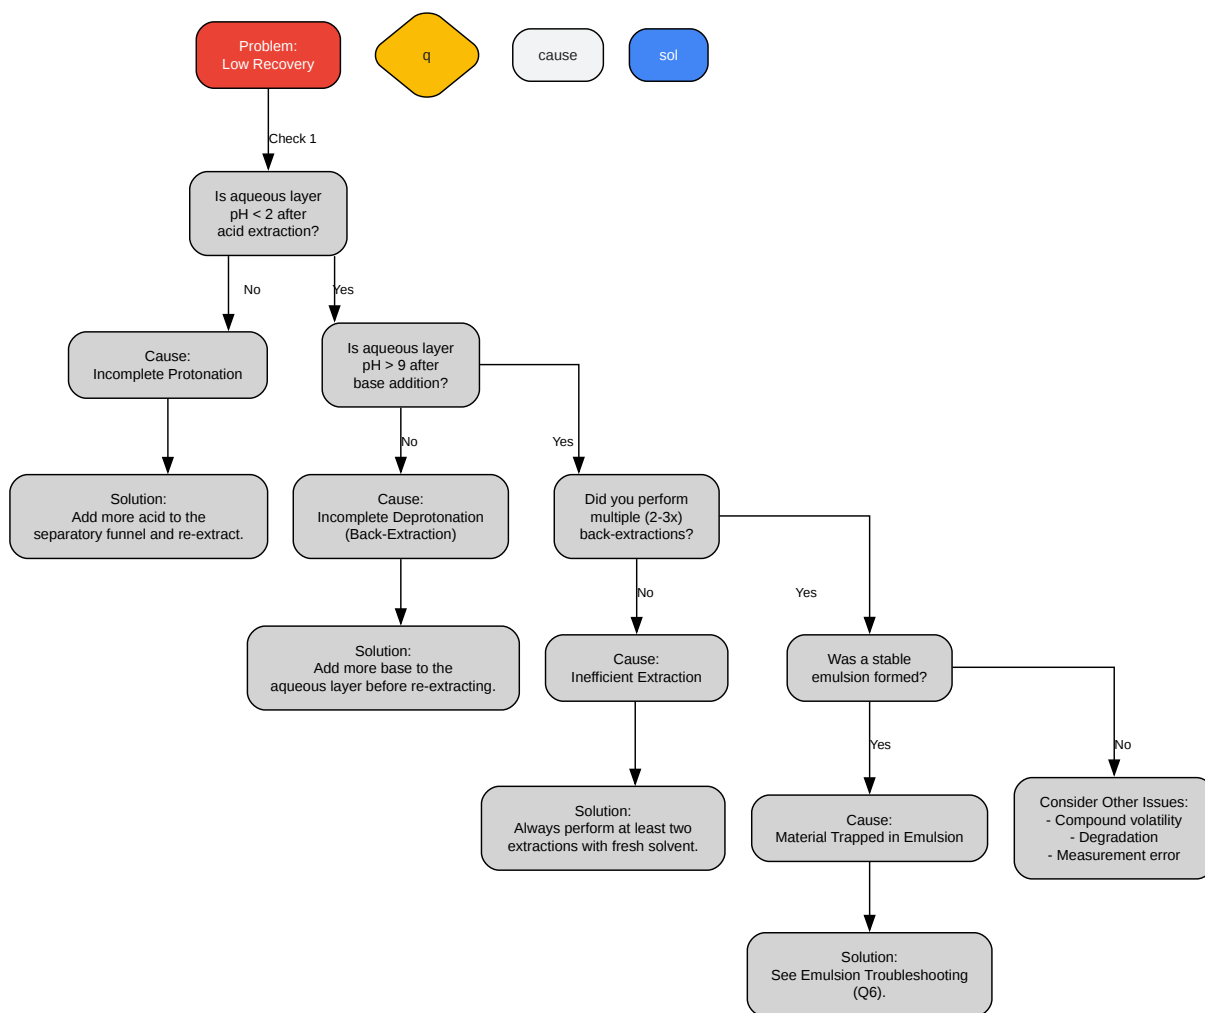 Problem:
Low Recovery
q
cause
sol
Check 1
Is aqueous layer
pH < 2 after
acid extraction?
No
Yes
Cause:
Incomplete Protonation
Is aqueous layer
pH > 9 after
base addition?
No
Yes
Solution:
Add more acid to the
separatory funnel and re-extract.
Cause:
Incomplete Deprotonation
(Back-Extraction)
Did you perform
multiple (2-3x)
back-extractions?
No
Yes
Solution:
Add more base to the
aqueous layer before re-extracting.
Cause:
Inefficient Extraction
Was a stable
emulsion formed?
Yes
No
Solution:
Always perform at least two
extractions with fresh solvent.
Cause:
Material Trapped in Emulsion
Consider Other Issues:
- Compound volatility
- Degradation
- Measurement error
Solution:
See Emulsion Troubleshooting
(Q6).